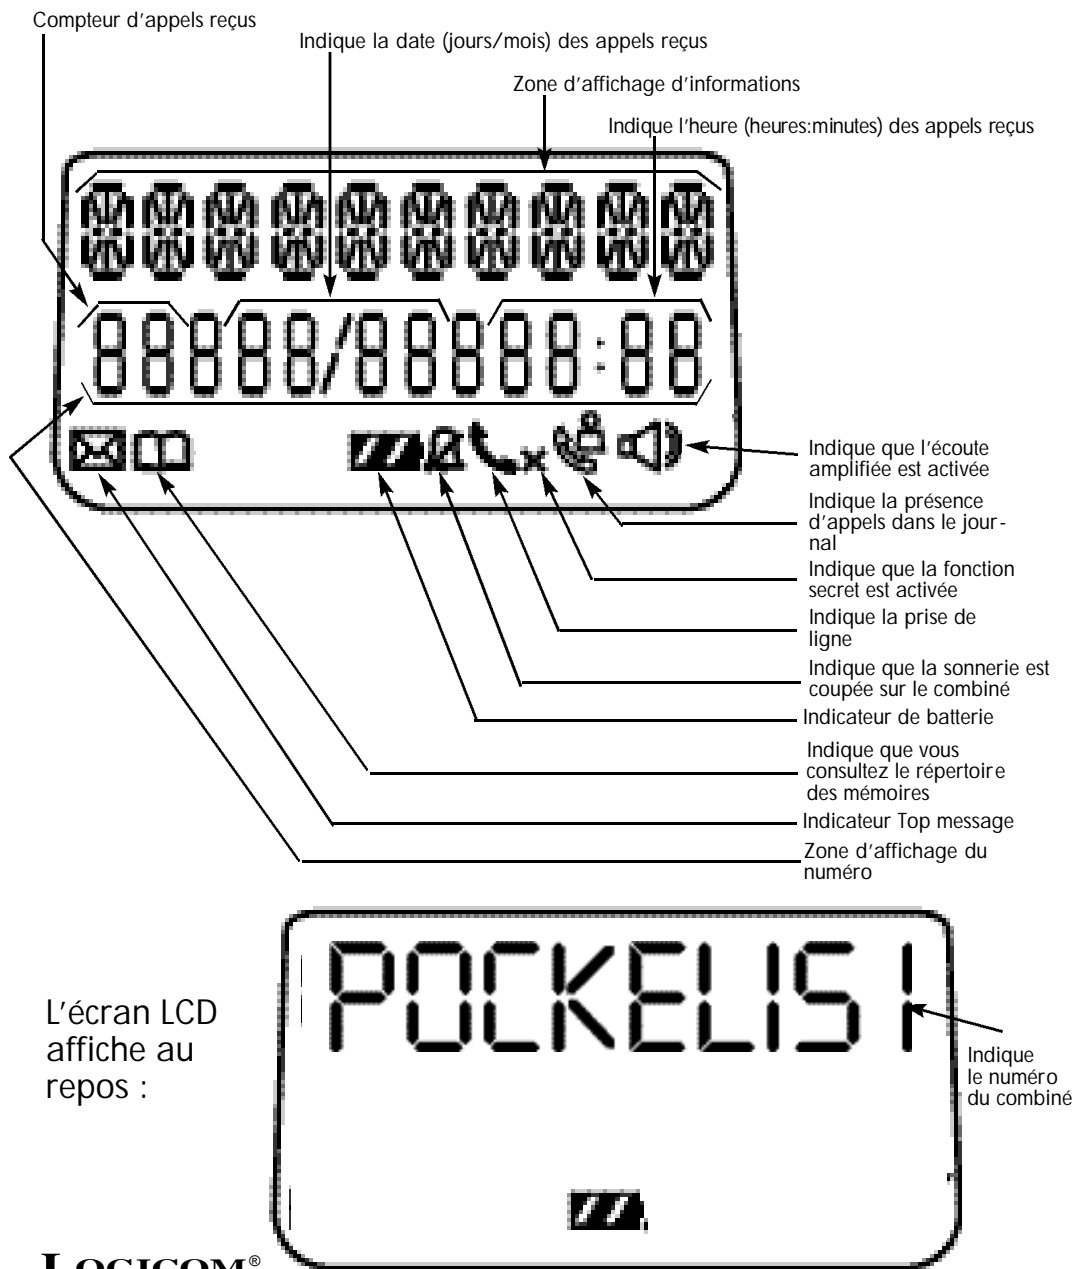 Compteur d'appels reçus
Indique la date (jours/mois) des appels reçus
Zone d'affichage d'informations
Indique l'heure (heures:minutes) des appels reçus
88888/88888:88
Indique que l'écoute
amplifiée est activée
Indique la présence
d'appels dans le jour-
nal
Indique que la fonction
secret est activée
Indique la prise de
ligne
Indique que la sonnerie est
coupée sur le combiné
Indicateur de batterie
Indique que vous
consultez le répertoire
des mémoires
Indicateur Top message
Zone d'affichage du
numéro
L'écran LCD
affiche au
repos :
POCKELIS 1
Indique
le numéro
du combiné
LOGICOM®